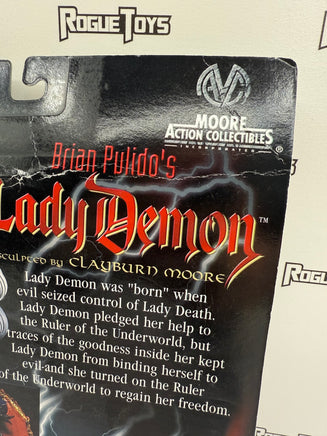 ROGUE TOYS
MOORE
ACTION COLLECTIBLES
INCORPORATED
®
Brian Pulido's
Lady Demon™
SCULPTED BY CLAYBURN MOORE
Lady Demon was "born" when
evil seized control of Lady Death.
Lady Demon pledged her help to
the Ruler of the Underworld, but
traces of the goodness inside her kept
Lady Demon from binding herself to
evil-and she turned on the Ruler
of the Underworld to regain her freedom.
ROGUE
ROGUE